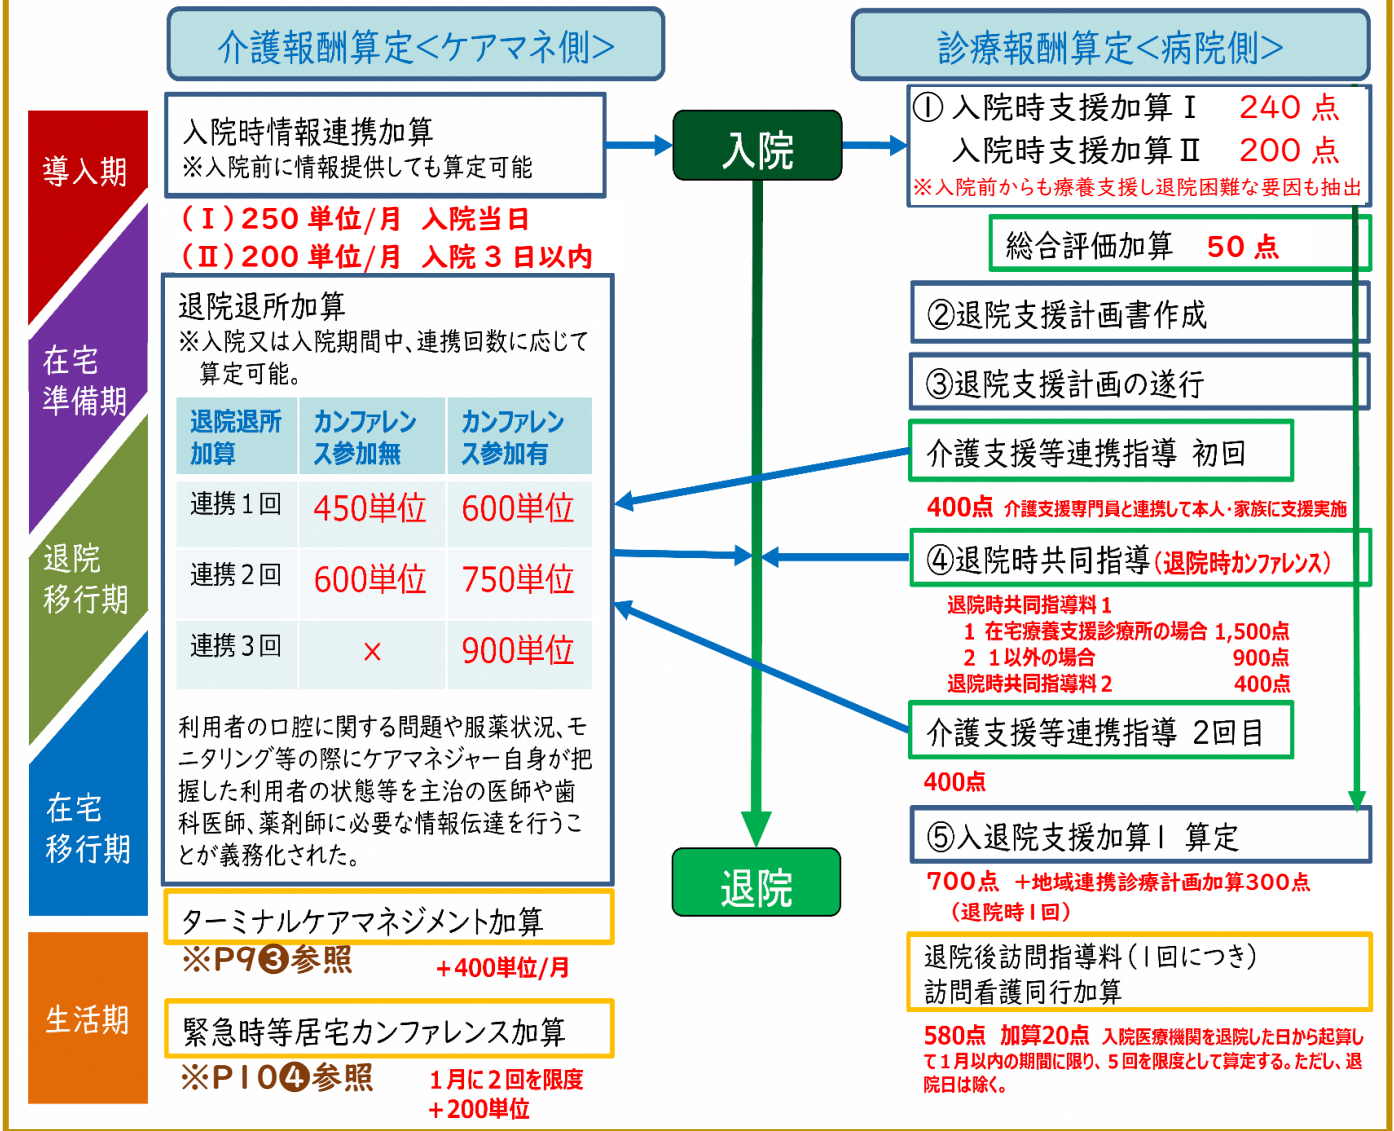 介護報酬算定<ケアマネ側>
診療報酬算定<病院側>
導入期
在宅
準備期
退院
移行期
在宅
移行期
生活期
入院時情報連携加算
※入院前に情報提供しても算定可能
(Ⅰ)250 単位/月 入院当日
(Ⅱ)200 単位/月 入院 3 日以内
退院退所加算
※入院又は入院期間中、連携回数に応じて
算定可能。
退院退所
加算
カンファレン
ス参加無
カンファレン
ス参加有
連携1回 450単位 600単位
連携2回 600単位 750単位
連携3回 × 900単位
利用者の口腔に関する問題や服薬状況、モ
ニタリング等の際にケアマネジャー自身が把
握した利用者の状態等を主治の医師や歯
科医師、薬剤師に必要な情報伝達を行うこ
とが義務化された。
ターミナルケアマネジメント加算
※P9❸参照 +400単位/月
緊急時等居宅カンファレンス加算
※P10❹参照 1月に2回を限度
+200単位
入院
退院
①入院時支援加算Ⅰ 240 点
入院時支援加算Ⅱ 200 点
※入院前からも療養支援し退院困難な要因も抽出
総合評価加算 50 点
②退院支援計画書作成
③退院支援計画の遂行
介護支援等連携指導 初回
400点 介護支援専門員と連携して本人・家族に支援実施
④退院時共同指導(退院時カンファレンス)
退院時共同指導料1
1 在宅療養支援診療所の場合 1,500点
2 1以外の場合 900点
退院時共同指導料2 400点
介護支援等連携指導 2回目
400点
⑤入退院支援加算1 算定
700点 +地域連携診療計画加算300点
(退院時1回)
退院後訪問指導料(1回につき)
訪問看護同行加算
580点 加算20点 入院医療機関を退院した日から起算し
て1月以内の期間に限り、5回を限度として算定する。ただし、退
院日は除く。